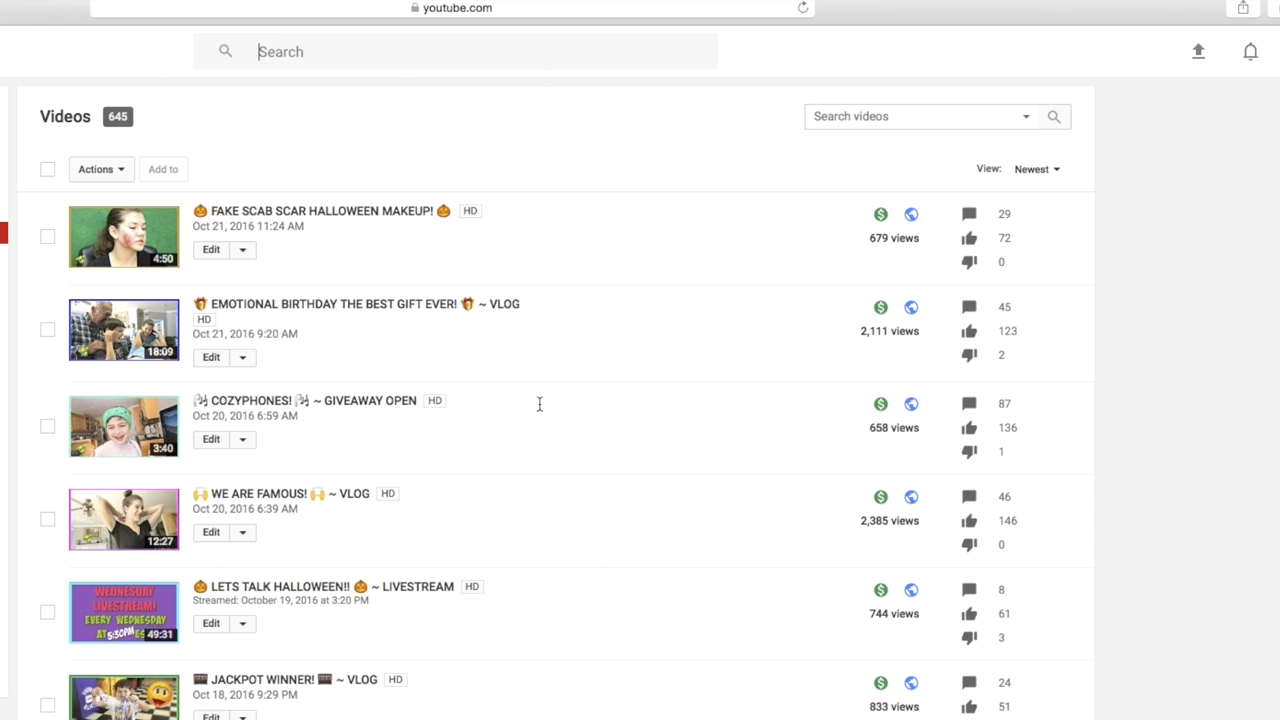 youtube.com
Search
Videos 645
Search videos
Actions
Add to
View: Newest
FAKE SCAB SCAR HALLOWEEN MAKEUP! HD
Oct 21, 2016 11:24 AM
Edit
4:50
679 views
29
72
0
EMOTIONAL BIRTHDAY THE BEST GIFT EVER! ~ VLOG
HD
Oct 21, 2016 9:20 AM
Edit
18:09
2,111 views
45
123
2
COZYPHONES! ~ GIVEAWAY OPEN HD
Oct 20, 2016 6:59 AM
Edit
3:40
658 views
87
136
1
WE ARE FAMOUS! ~ VLOG HD
Oct 20, 2016 6:39 AM
Edit
12:27
2,385 views
46
146
0
LETS TALK HALLOWEEN!! ~ LIVESTREAM HD
Streamed: October 19, 2016 at 3:20 PM
Edit
WEDNESDAY
LIVESTREAM!
EVERY WEDNESDAY
AT 5:30PM
49:31
744 views
8
61
3
JACKPOT WINNER! ~ VLOG HD
Oct 18, 2016 9:29 PM
Edit
833 views
24
51